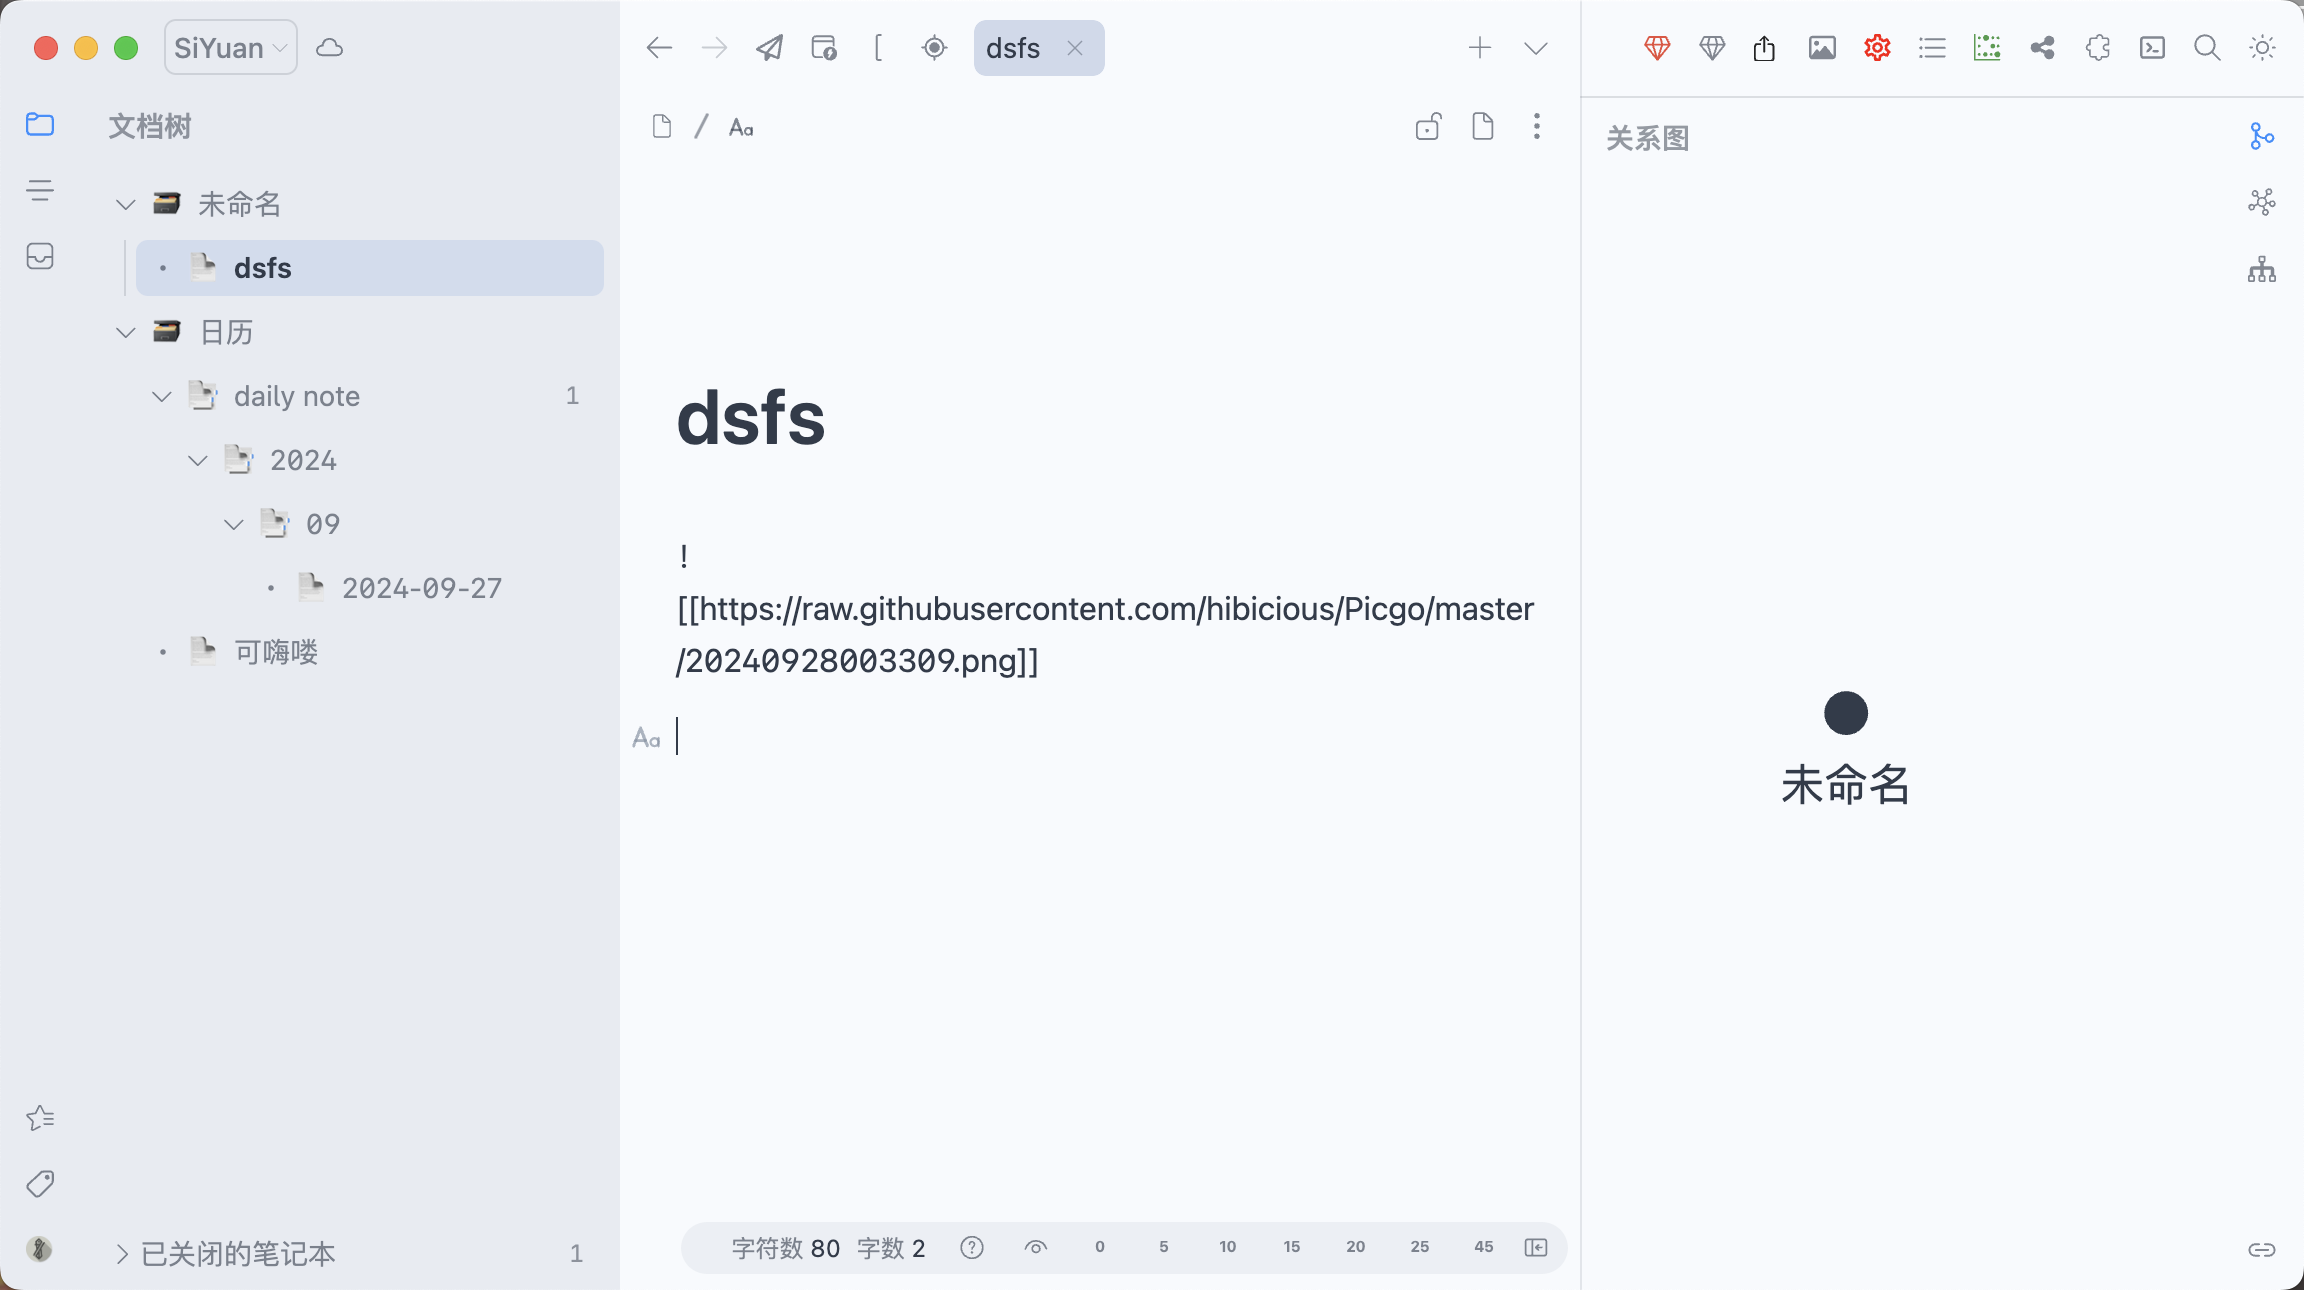 SiYuan
dsfs
文档树
未命名
dsfs
日历
daily note 1
2024
09
2024-09-27
可嗨喽
已关闭的笔记本 1
/ Aa
dsfs
!
[[https://raw.githubusercontent.com/hibicious/Picgo/master
/20240928003309.png]]
Aa
字符数 80 字数 2 0 5 10 15 20 25 45
关系图
未命名